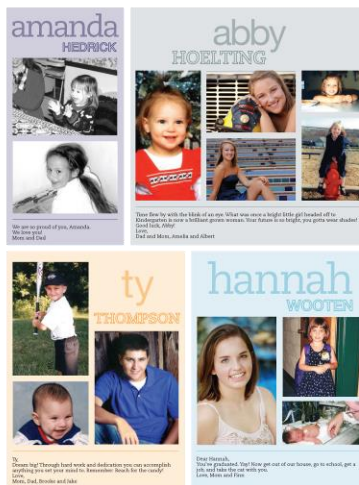 amanda
HEDRICK
We are so proud of you, Amanda.
We love you!
Mom and Dad
abby
HOELTING
Time flew by with the blink of an eye. What was once a bright little girl headed off to
Kindergarten is now a brilliant grown woman. Your future is so bright, you gotta wear shades!
Good luck, Abby!
Love,
Dad and Mom, Amelia and Albert
ty
THOMPSON
Ty,
Dream big! Through hard work and dedication you can accomplish
anything you set your mind to. Remember: Reach for the candy!
Love,
Mom, Dad, Brooke and Jake
hannah
WOOTEN
Dear Hannah,
You've graduated. Yay! Now get out of our house, go to school, get a
job, and take the cat with you.
Love, Mom and Finn